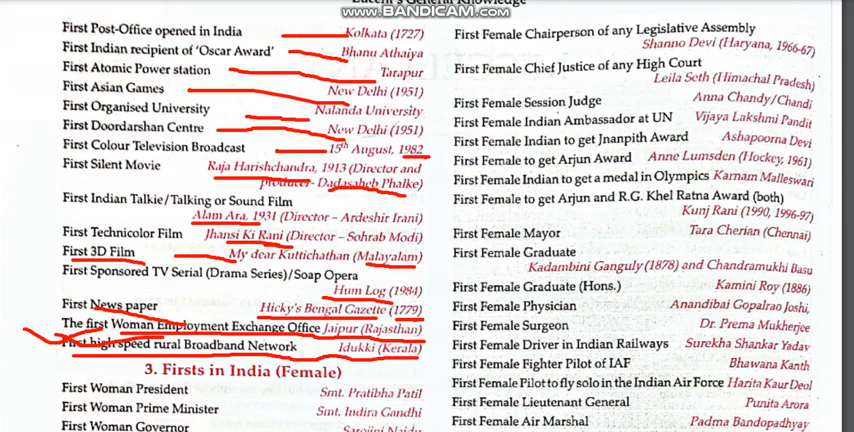 Lucent's General Knowledge
www.BANDICAM.com
First Post-Office opened in India Kolkata (1727)
First Indian recipient of 'Oscar Award' Bhanu Athaiya
First Atomic Power station Tarapur
First Asian Games New Delhi (1951)
First Organised University Nalanda University
First Doordarshan Centre New Delhi (1951)
First Colour Television Broadcast 15th August, 1982
First Silent Movie Raja Harishchandra, 1913 (Director and
producer- Dadasaheb Phalke)
First Indian Talkie/Talking or Sound Film
Alam Ara, 1931 (Director – Ardeshir Irani)
First Technicolor Film Jhansi Ki Rani (Director – Sohrab Modi)
First 3D Film My dear Kuttichathan (Malayalam)
First Sponsored TV Serial (Drama Series)/Soap Opera
Hum Log (1984)
First News paper Hicky's Bengal Gazette (1779)
The first Woman Employment Exchange Office Jaipur (Rajasthan)
First high speed rural Broadband Network Idukki (Kerala)
3. Firsts in India (Female)
First Woman President Smt. Pratibha Patil
First Woman Prime Minister Smt. Indira Gandhi
First Woman Governor Sarojini Naidu
First Female Chairperson of any Legislative Assembly
Shanno Devi (Haryana, 1966-67)
First Female Chief Justice of any High Court
Leila Seth (Himachal Pradesh)
First Female Session Judge Anna Chandy/Chandi
First Female Indian Ambassador at UN Vijaya Lakshmi Pandit
First Female Indian to get Jnanpith Award Ashapoorna Devi
First Female to get Arjun Award Anne Lumsden (Hockey, 1961)
First Female Indian to get a medal in Olympics Karnam Malleswari
First Female to get Arjun and R.G. Khel Ratna Award (both)
Kunj Rani (1990, 1996-97)
First Female Mayor Tara Cherian (Chennai)
First Female Graduate
Kadambini Ganguly (1878) and Chandramukhi Basu
First Female Graduate (Hons.) Kamini Roy (1886)
First Female Physician Anandibai Gopalrao Joshi,
First Female Surgeon Dr. Prema Mukherjee
First Female Driver in Indian Railways Surekha Shankar Yadav
First Female Fighter Pilot of IAF Bhawana Kanth
First Female Pilot to fly solo in the Indian Air Force Harita Kaur Deol
First Female Lieutenant General Punita Arora
First Female Air Marshal Padma Bandopadhyay